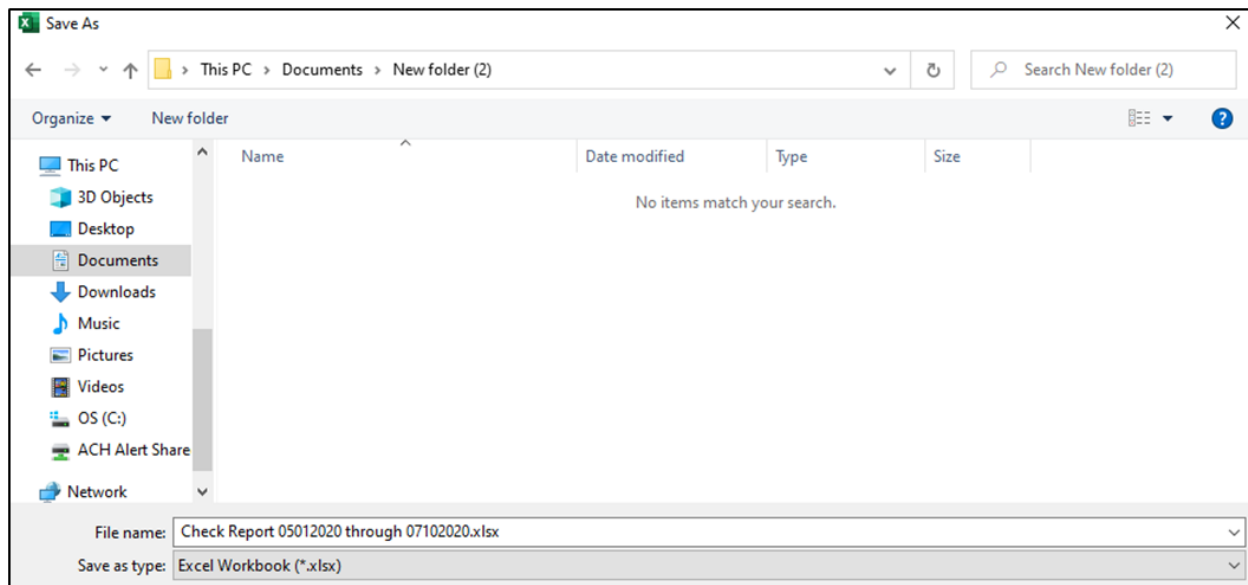 Save As
This PC > Documents > New folder (2)
Search New folder (2)
Organize
New folder
Name
Date modified
Type
Size
No items match your search.
This PC
3D Objects
Desktop
Documents
Downloads
Music
Pictures
Videos
OS (C:)
ACH Alert Share
Network
File name: Check Report 05012020 through 07102020.xlsx
Save as type: Excel Workbook (*.xlsx)